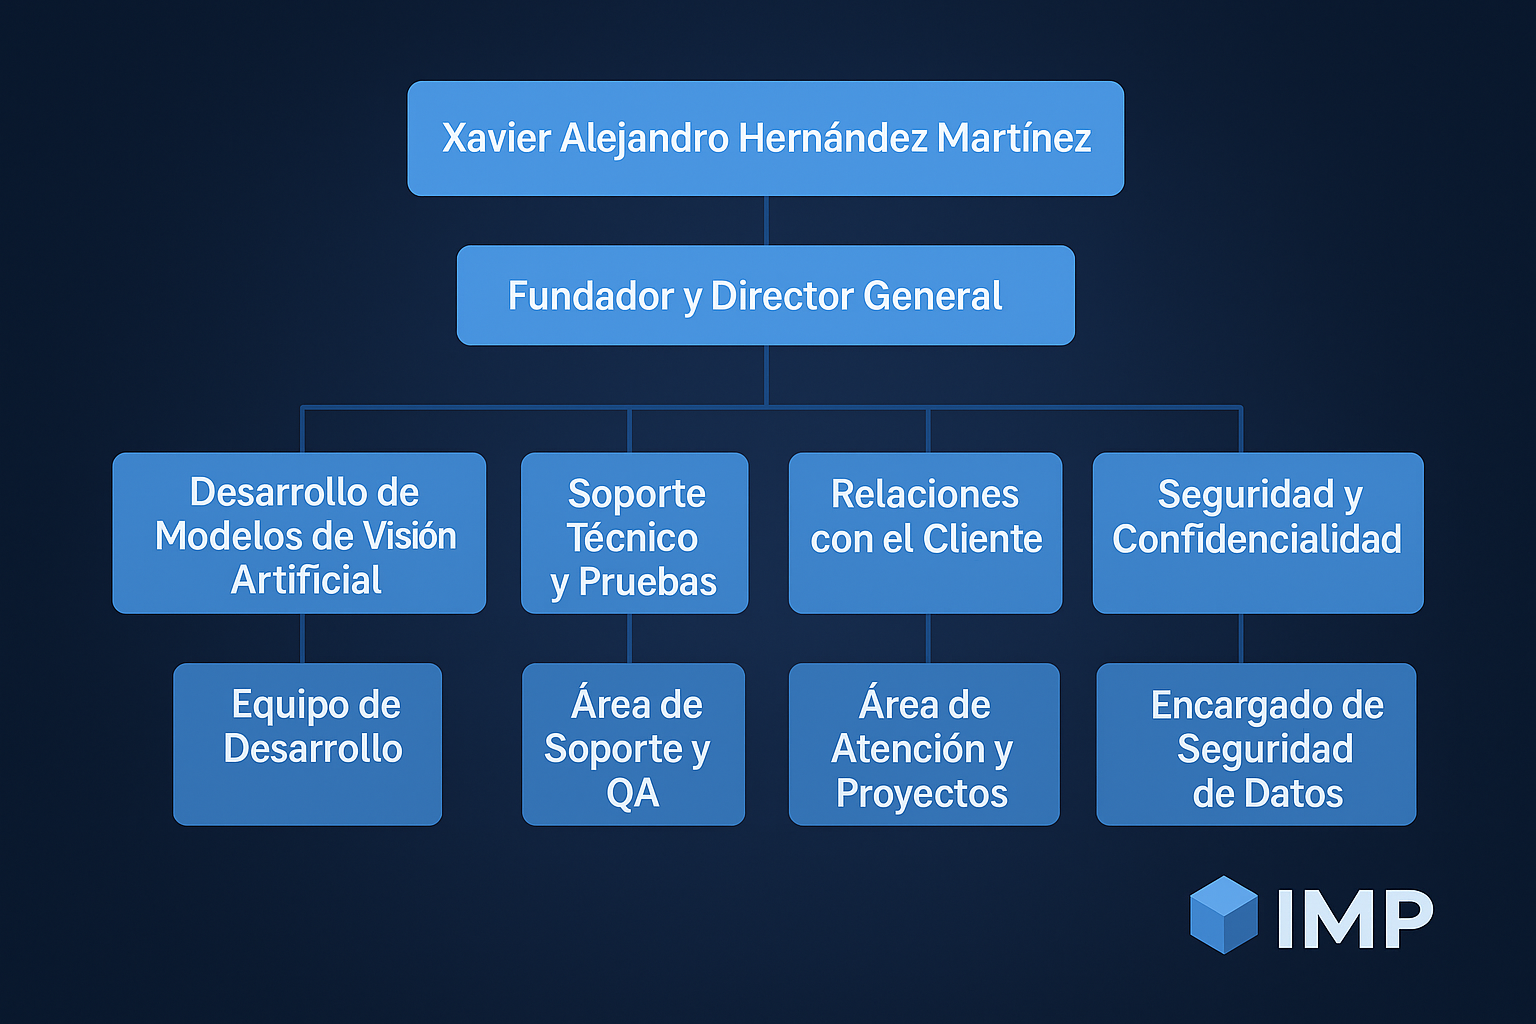 Xavier Alejandro Hernández Martínez
Fundador y Director General
Desarrollo de
Modelos de Visión
Artificial
Soporte
Técnico
y Pruebas
Relaciones
con el Cliente
Seguridad y
Confidencialidad
Equipo de
Desarrollo
Área de
Soporte y
QA
Área de
Atención y
Proyectos
Encargado de
Seguridad
de Datos
IMP